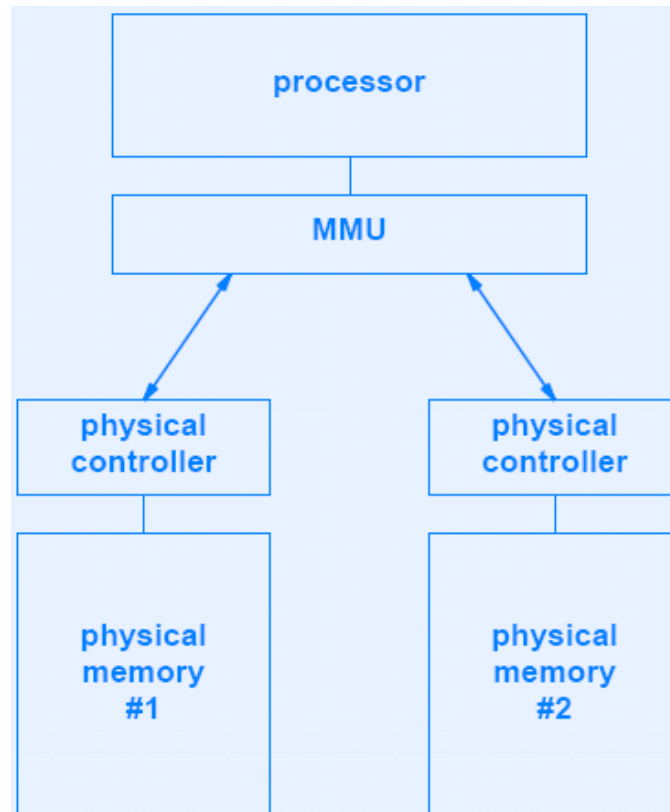 processor
MMU
physical
controller
physical
controller
physical
memory
#1
physical
memory
#2